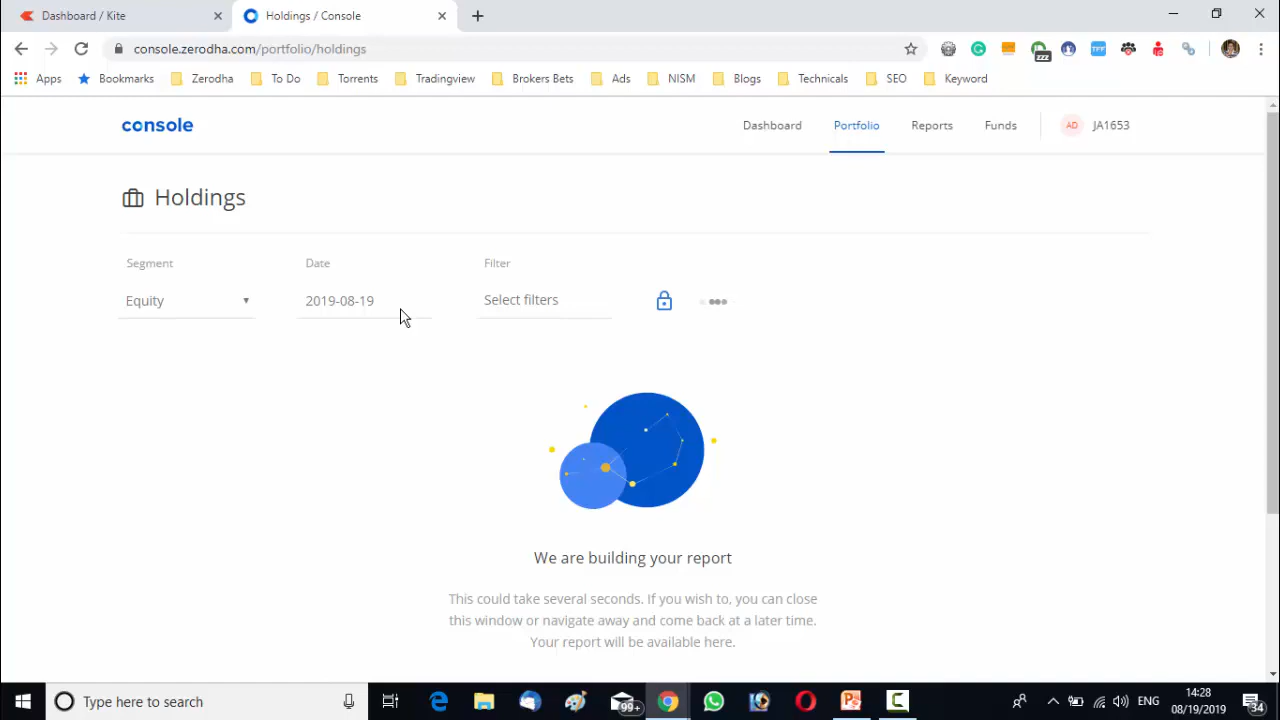 Dashboard / Kite
Holdings / Console
console.zerodha.com/portfolio/holdings
Apps
Bookmarks
Zerodha
To Do
Torrents
Tradingview
Brokers Bets
Ads
NISM
Blogs
Technicals
SEO
Keyword
console
Dashboard
Portfolio
Reports
Funds
AD
JA1653
Holdings
Segment
Date
Filter
Equity
2019-08-19
Select filters
We are building your report
This could take several seconds. If you wish to, you can close
this window or navigate away and come back at a later time.
Your report will be available here.
Type here to search
99+
ENG
14:28
08/19/2019
34